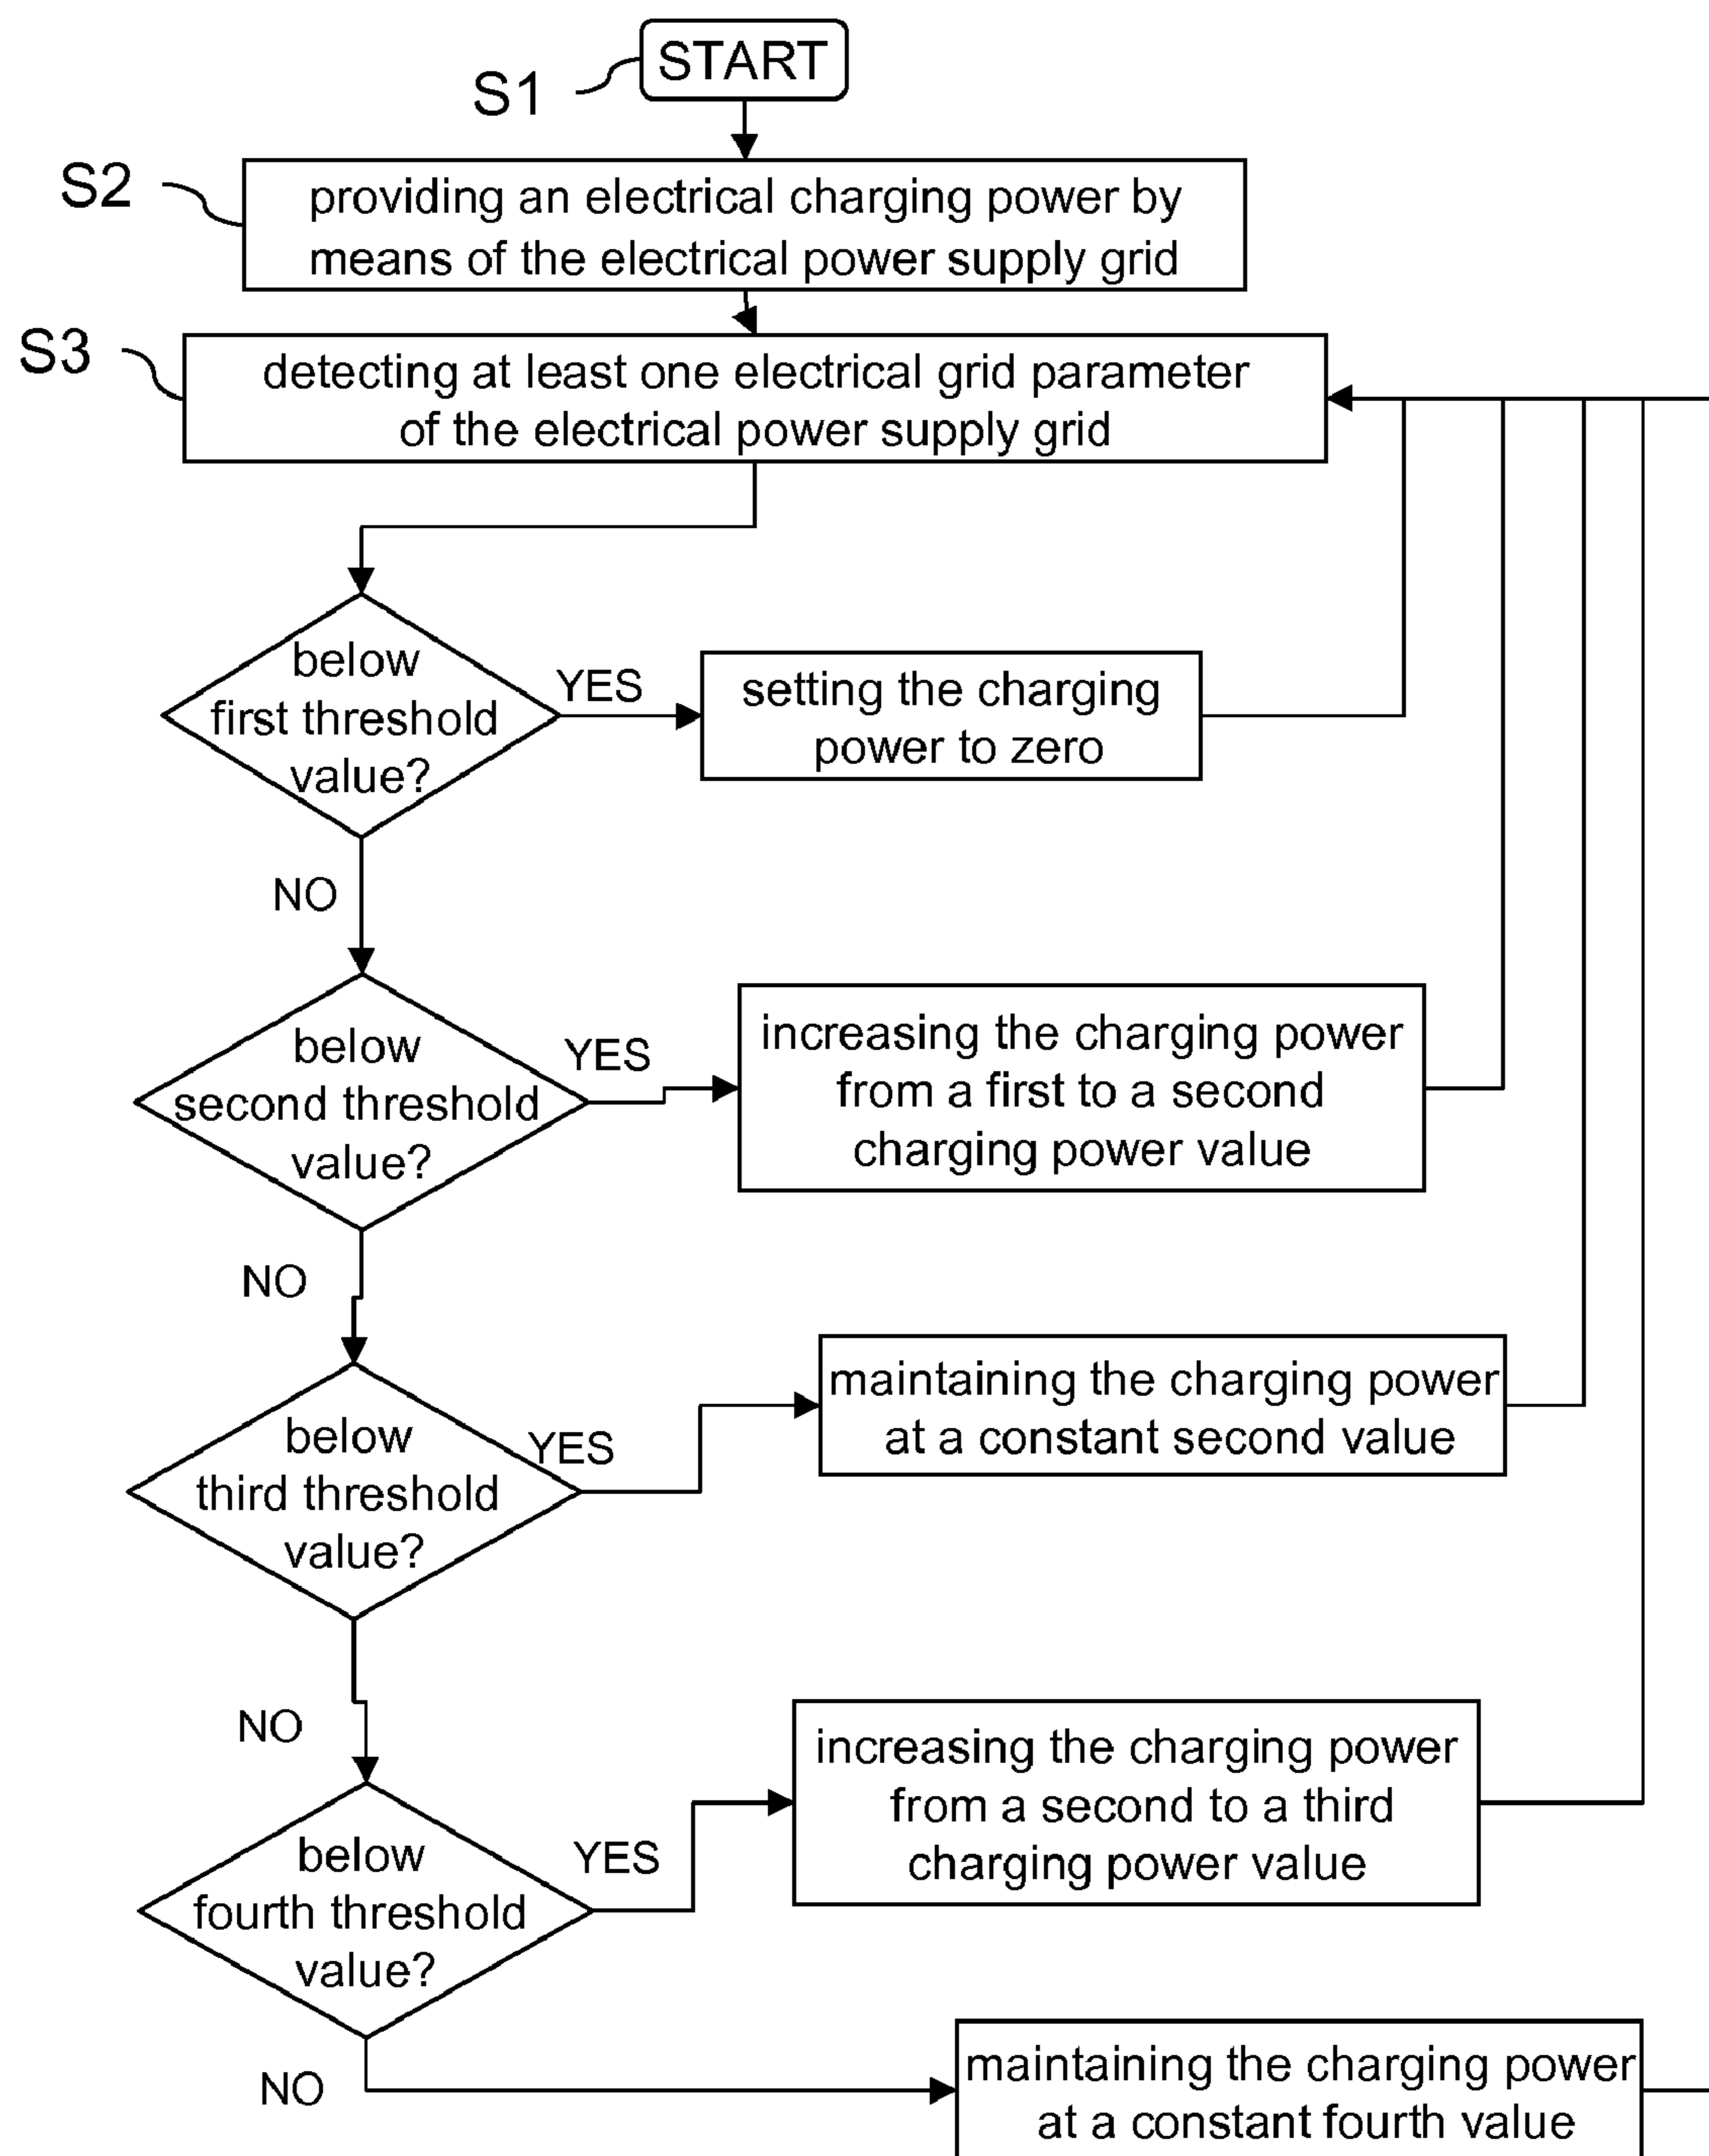 START
S1
S2
providing an electrical charging power by
means of the electrical power supply grid
S3
detecting at least one electrical grid parameter
of the electrical power supply grid
below
first threshold
value?
YES
setting the charging
power to zero
NO
below
second threshold
value?
YES
increasing the charging power
from a first to a second
charging power value
NO
below
third threshold
value?
YES
maintaining the charging power
at a constant second value
NO
below
fourth threshold
value?
YES
increasing the charging power
from a second to a third
charging power value
NO
maintaining the charging power
at a constant fourth value